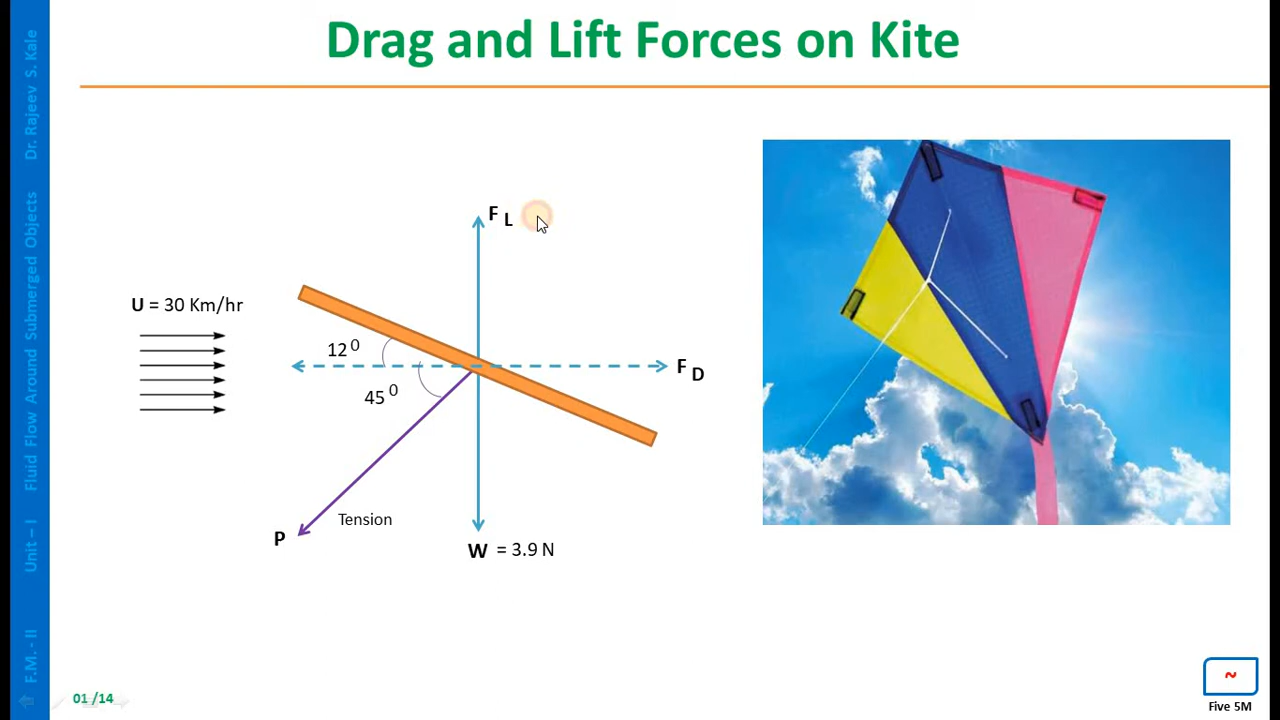 Drag and Lift Forces on Kite
F.M. - II Unit – I Fluid Flow Around Submerged Objects Dr. Rajeev S. Kale
F L
U = 30 Km/hr
12 0
F D
45 0
Tension
P
W = 3.9 N
01 /14
~
Five 5M